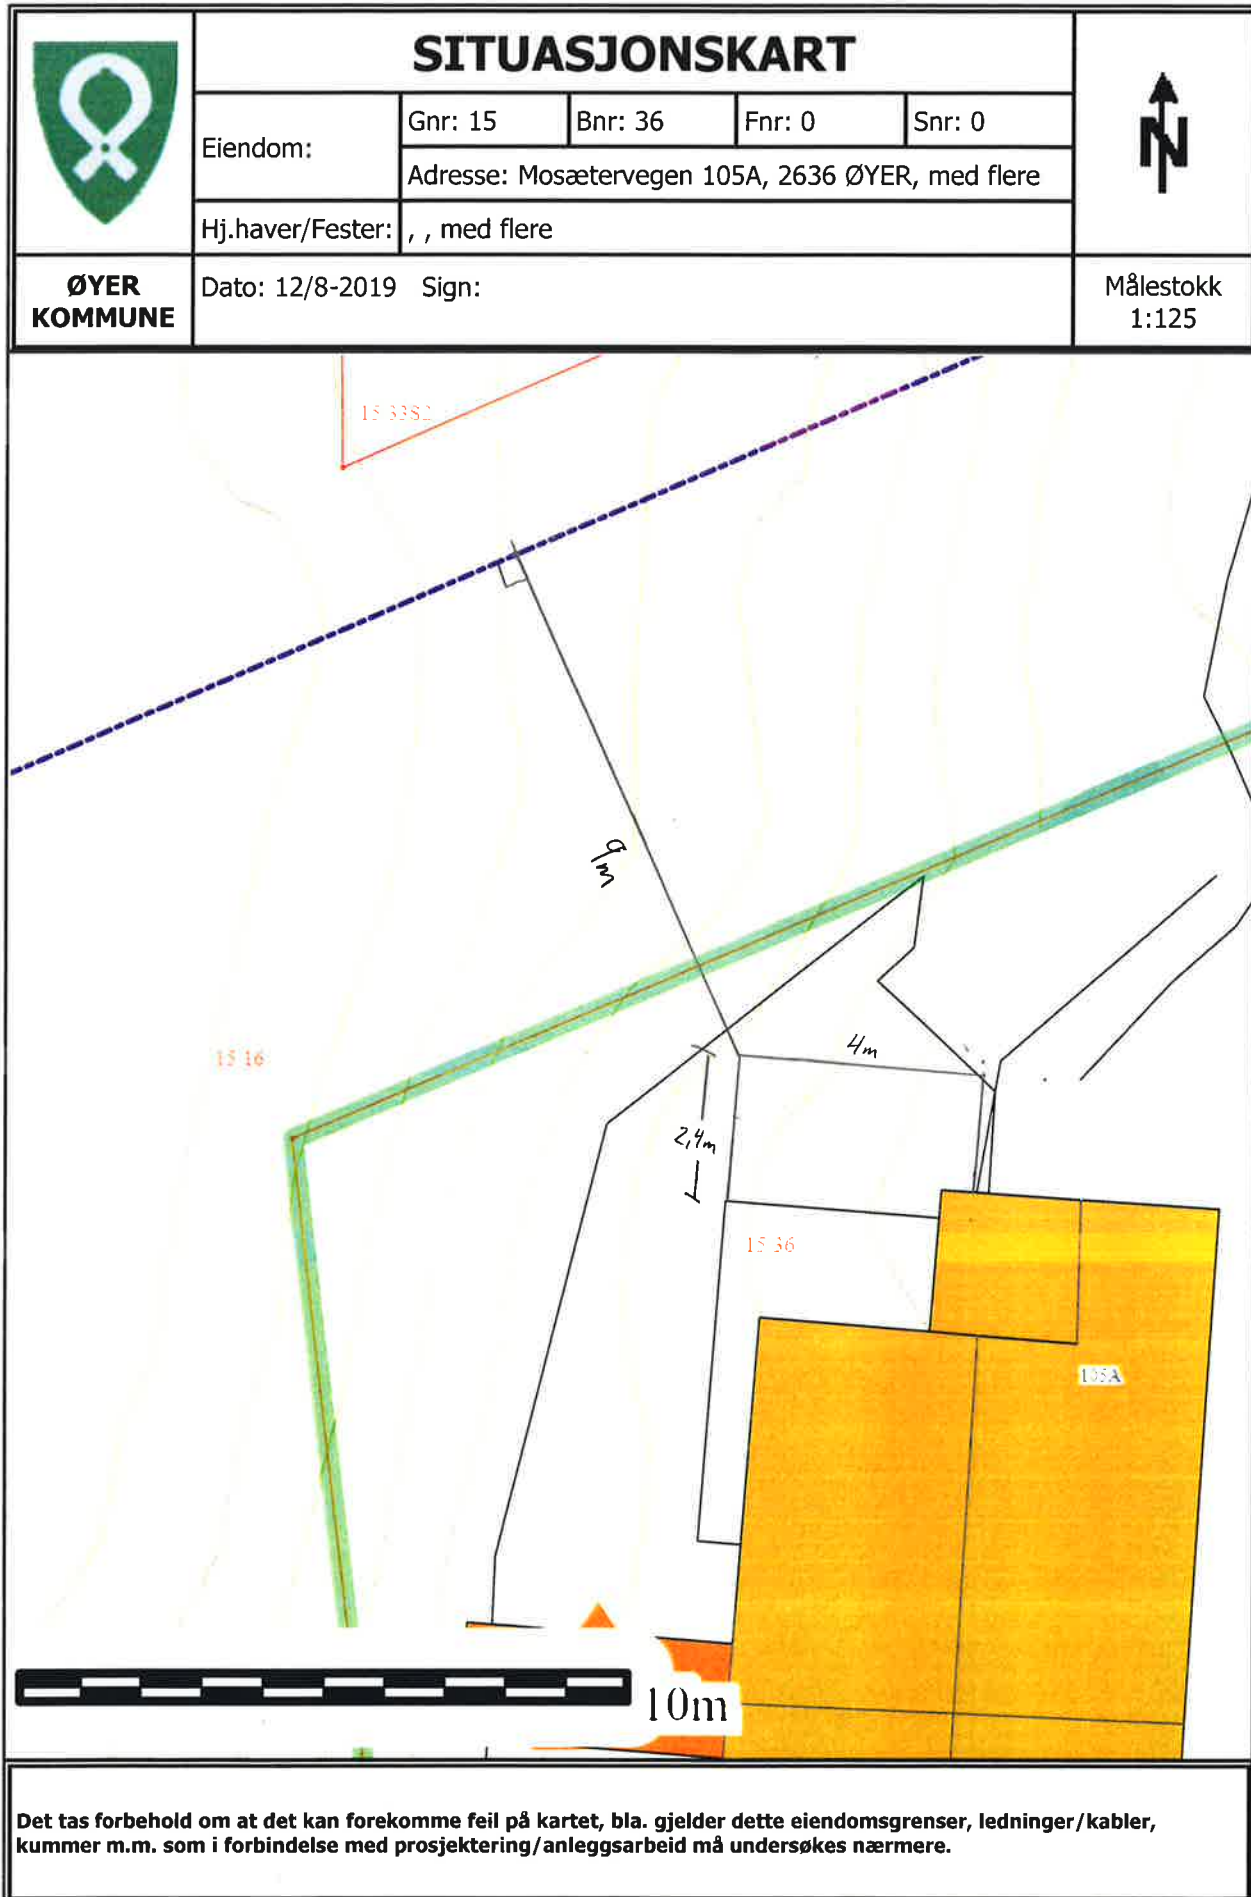 SITUASJONSKART
Eiendom:
Gnr: 15
Bnr: 36
Fnr: 0
Snr: 0
Adresse: Mosætervegen 105A, 2636 ØYER, med flere
Hj.haver/Fester:
, , med flere
N
ØYER
KOMMUNE
Dato: 12/8-2019 Sign:
Målestokk
1:125
9m
15 16
4m
2,4m
15 36
105A
10m
Det tas forbehold om at det kan forekomme feil på kartet, bla. gjelder dette eiendomsgrenser, ledninger/kabler,
kummer m.m. som i forbindelse med prosjektering/anleggsarbeid må undersøkes nærmere.